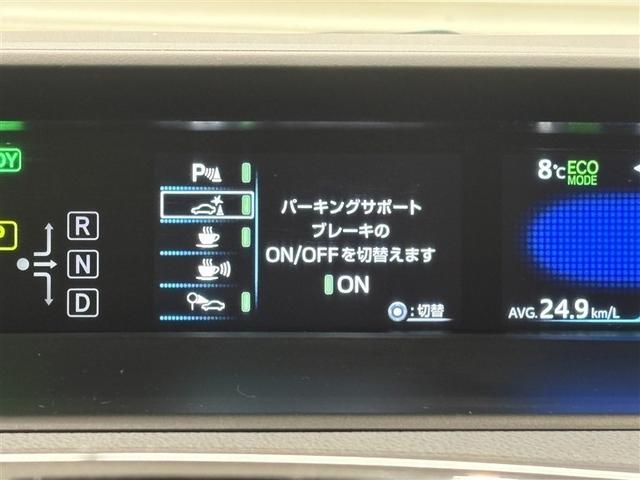 P
パーキングサポート
ブレーキの
ON/OFFを切替えます
ON
:切替
R
N
D
8℃
ECO
MODE
AVG. 24.9 km/L